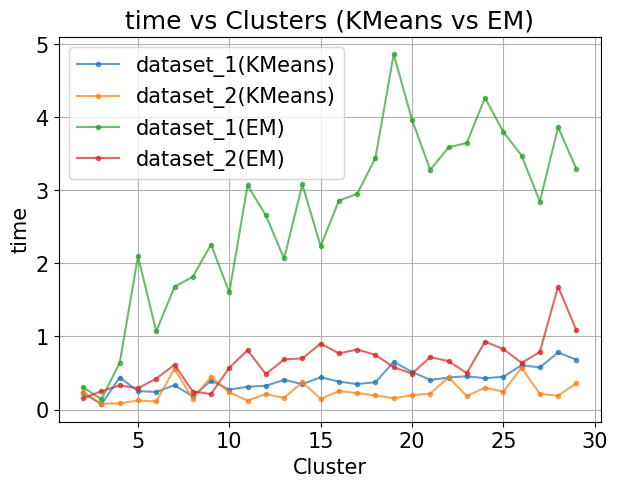 time vs Clusters (KMeans vs EM)
dataset_1(KMeans)
dataset_2(KMeans)
dataset_1(EM)
dataset_2(EM)
5
4
3
2
1
0
time
5 10 15 20 25 30
Cluster